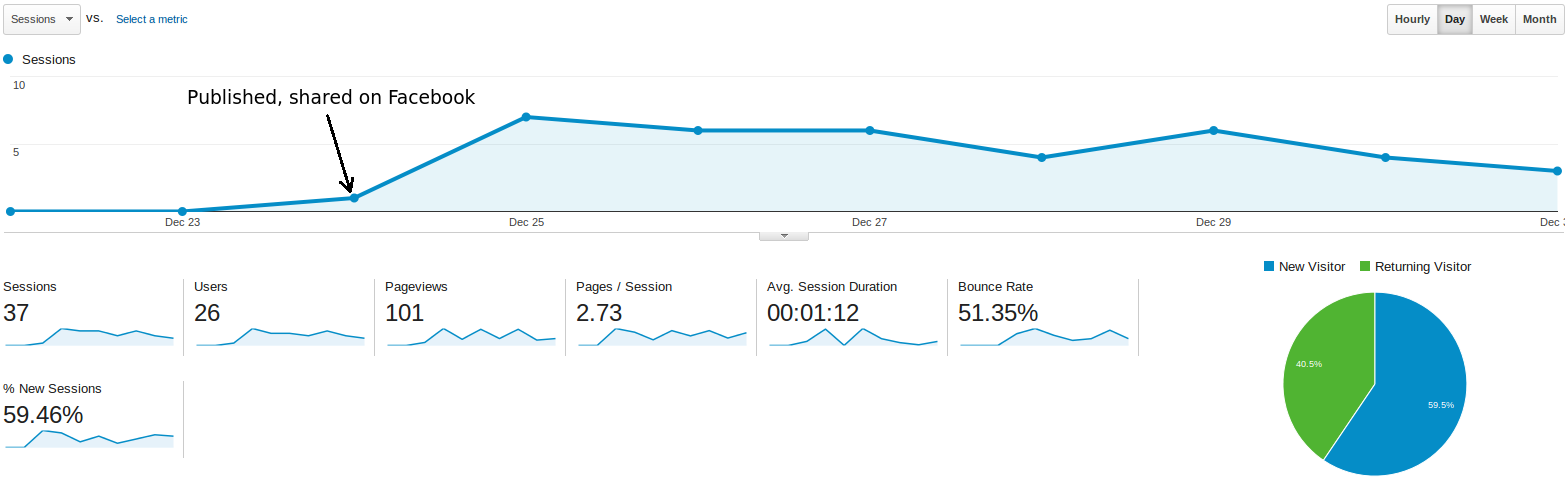 Sessions vs. Select a metric Hourly Day Week Month
Sessions
10
Published, shared on Facebook
5
Dec 23 Dec 25 Dec 27 Dec 29 Dec
New Visitor Returning Visitor
Sessions Users Pageviews Pages / Session Avg. Session Duration Bounce Rate
37 26 101 2.73 00:01:12 51.35%
40.5%
% New Sessions
59.5%
59.46%